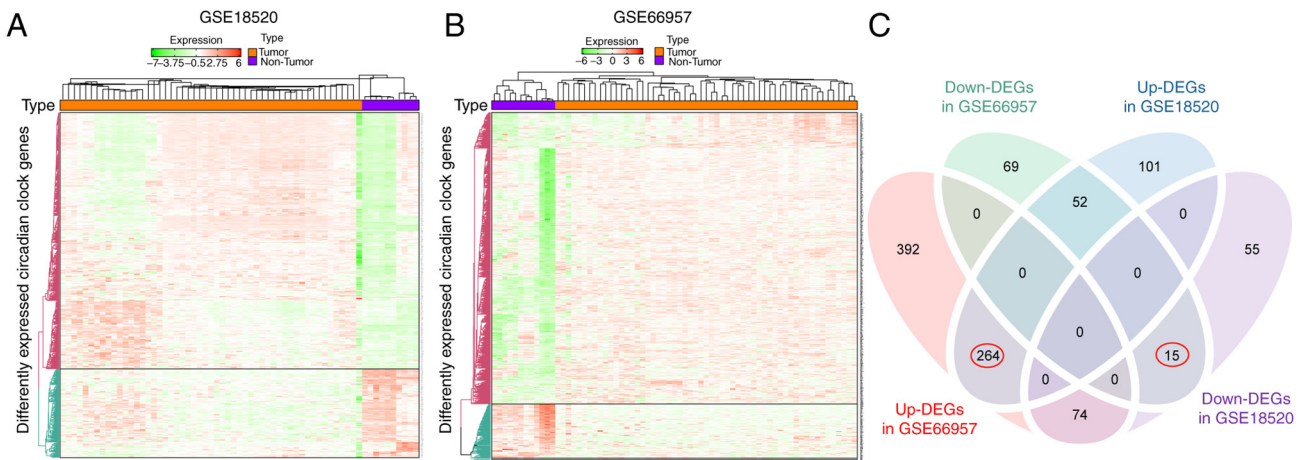 A
GSE18520
Expression
−7−3.75−0.52.75 6
Type
Tumor
Non-Tumor
Type
Differently expressed circadian clock genes
B
GSE66957
Expression
−6 −3 0 3 6
Type
Tumor
Non-Tumor
Type
Differently expressed circadian clock genes
C
Down-DEGs
in GSE66957
Up-DEGs
in GSE18520
69
101
0
52
0
392
55
0
0
0
264
15
0
0
74
Up-DEGs
in GSE66957
Down-DEGs
in GSE18520